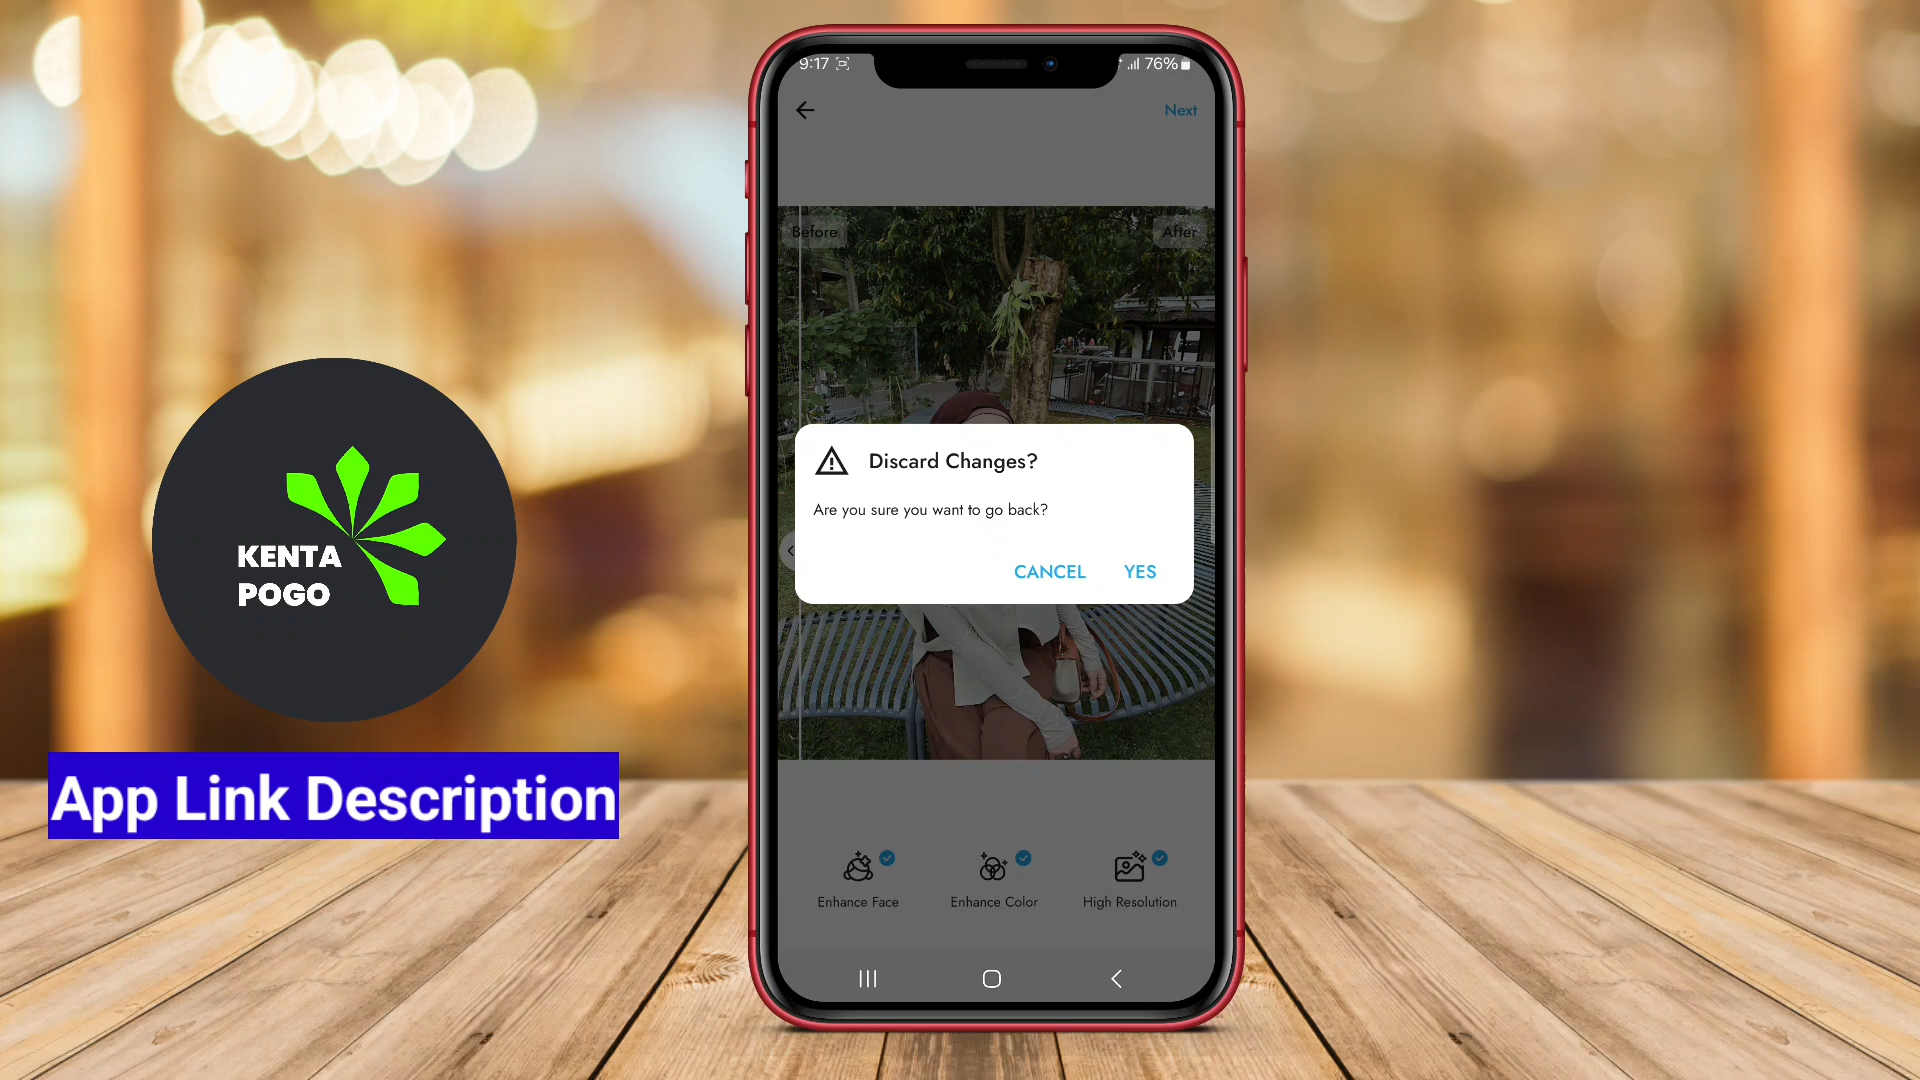 9:17
76%
Next
Before
After
Discard Changes?
Are you sure you want to go back?
CANCEL
YES
KENTA
POGO
App Link Description
Enhance Face
Enhance Color
High Resolution